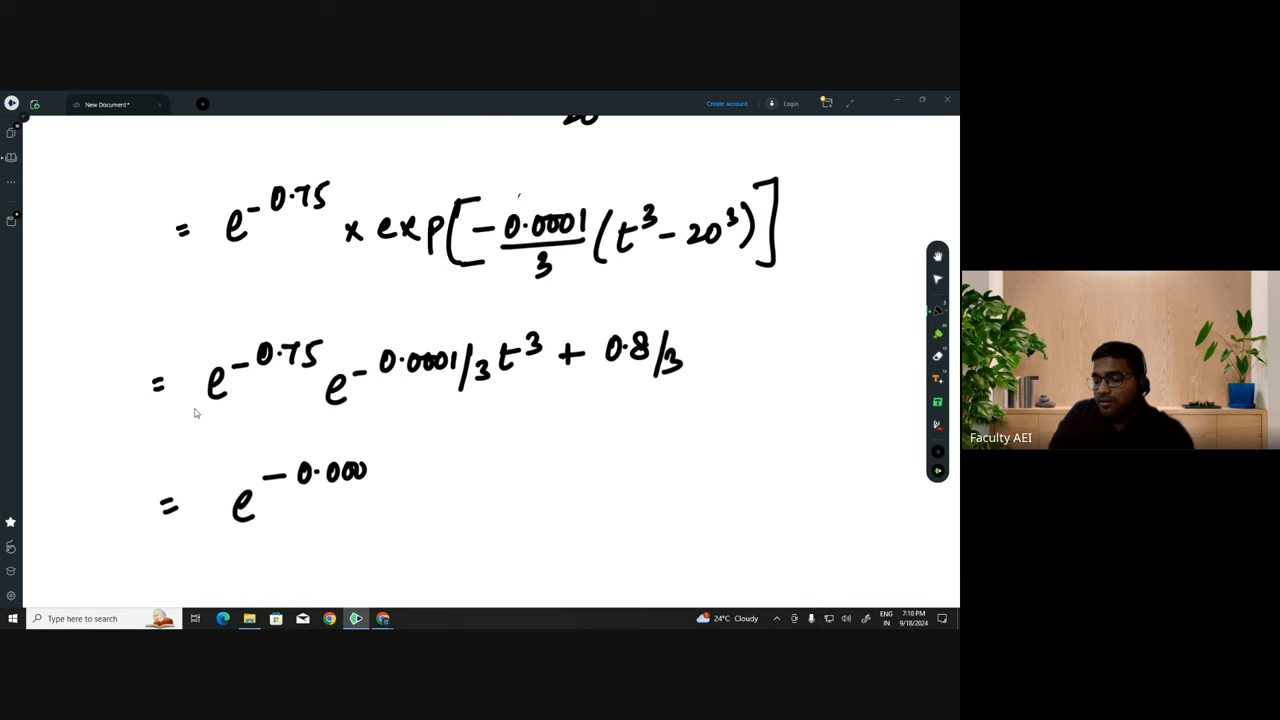 New Document*
Create account
Login
20
= e^{-0.75} x exp[-0.0001/3 (t^3 - 20^3)]
= e^{-0.75} e^{-0.0001/3 t^3 + 0.8/3}
= e^{-0.000}
Faculty AEI
Type here to search
24°C Cloudy
ENG
IN
7:10 PM
9/18/2024